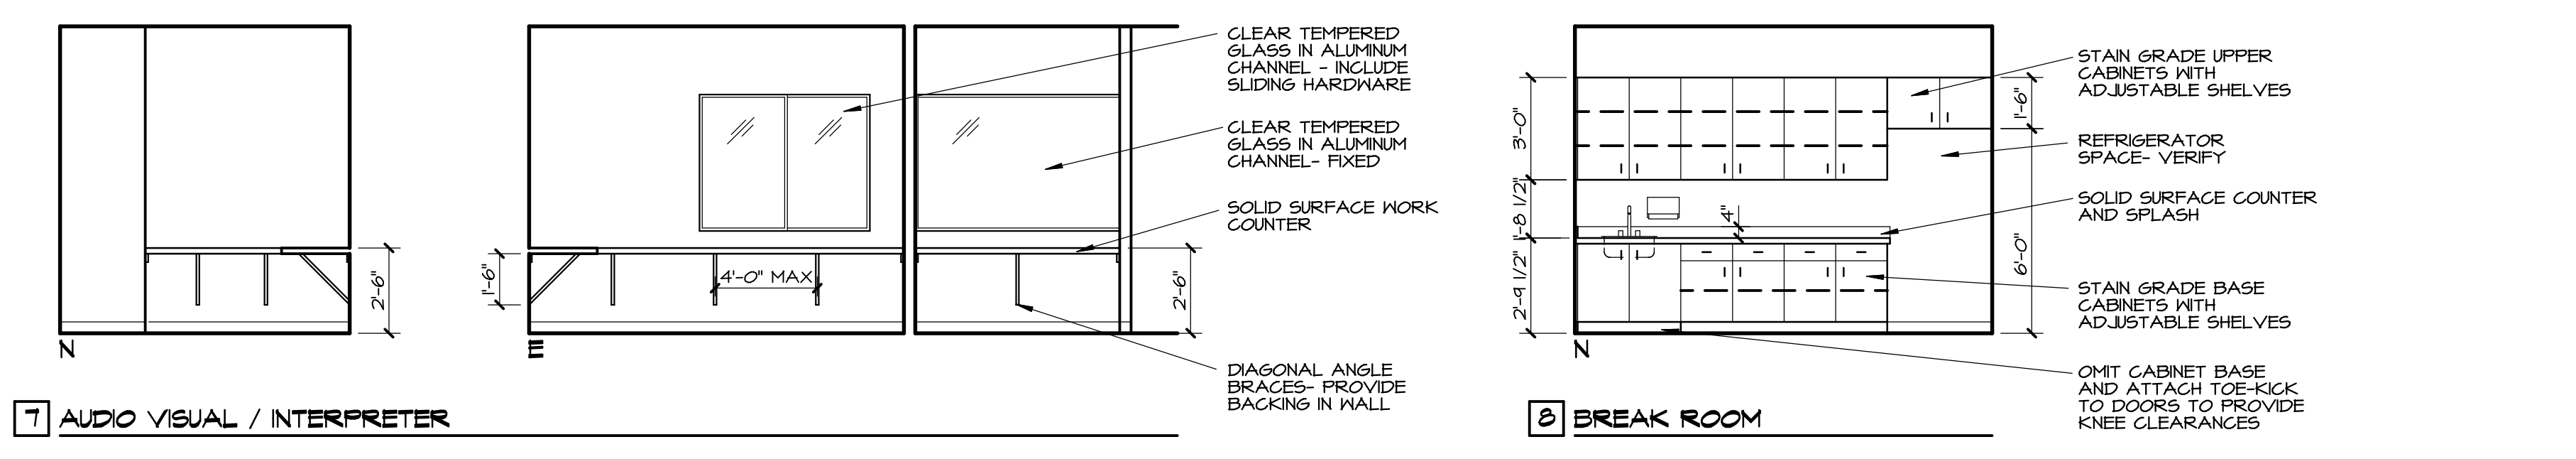 CLEAR TEMPERED
GLASS IN ALUMINUM
CHANNEL - INCLUDE
SLIDING HARDWARE
CLEAR TEMPERED
GLASS IN ALUMINUM
CHANNEL- FIXED
SOLID SURFACE WORK
COUNTER
DIAGONAL ANGLE
BRACES- PROVIDE
BACKING IN WALL
2'-6"
1'-6"
4'-0" MAX
2'-6"
N
E
7 AUDIO VISUAL / INTERPRETER
3'-0"
1'-8 1/2"
2'-9 1/2"
4"
1'-6"
6'-0"
STAIN GRADE UPPER
CABINETS WITH
ADJUSTABLE SHELVES
REFRIGERATOR
SPACE- VERIFY
SOLID SURFACE COUNTER
AND SPLASH
STAIN GRADE BASE
CABINETS WITH
ADJUSTABLE SHELVES
OMIT CABINET BASE
AND ATTACH TOE-KICK
TO DOORS TO PROVIDE
KNEE CLEARANCES
N
8 BREAK ROOM